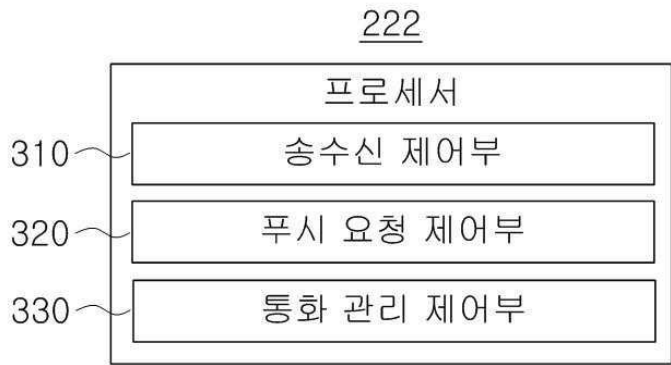 222
프로세서
310 송수신 제어부
320 푸시 요청 제어부
330 통화 관리 제어부